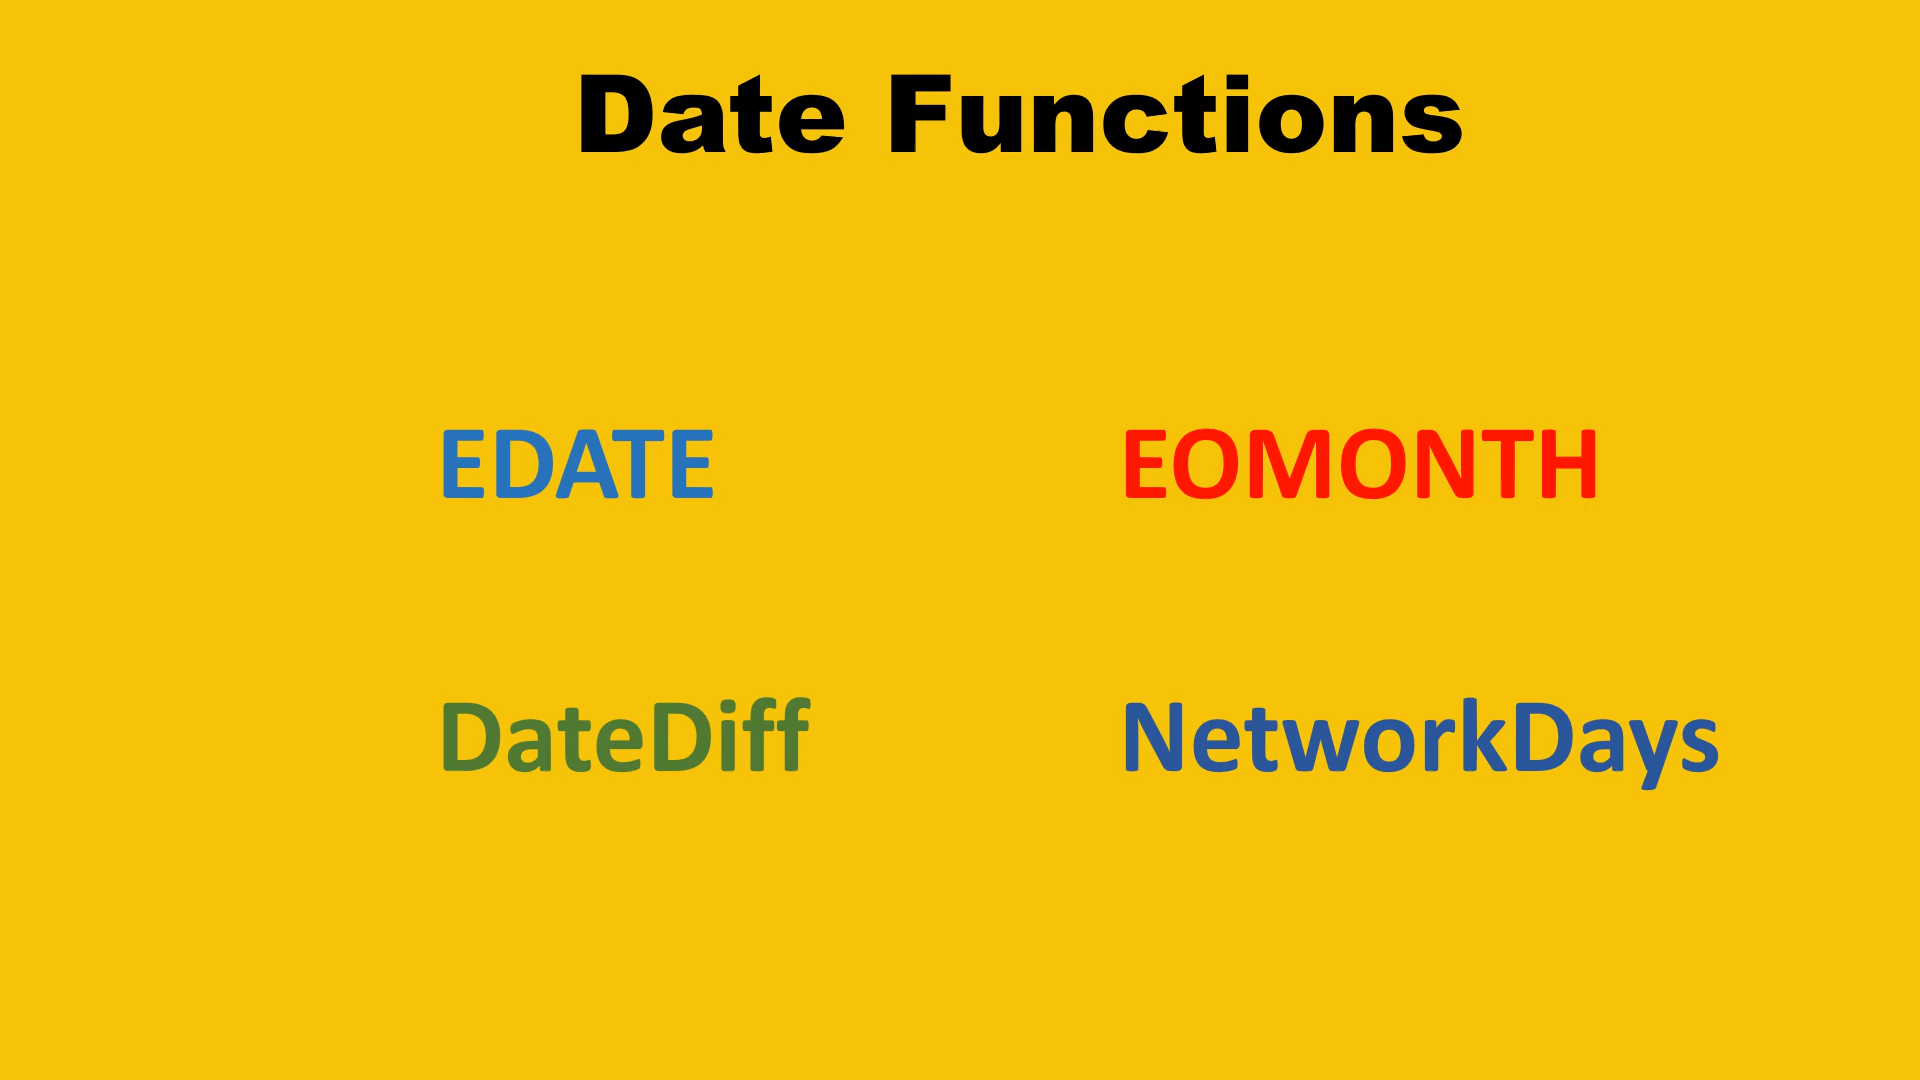 Date Functions
EDATE
EOMONTH
DateDiff
NetworkDays